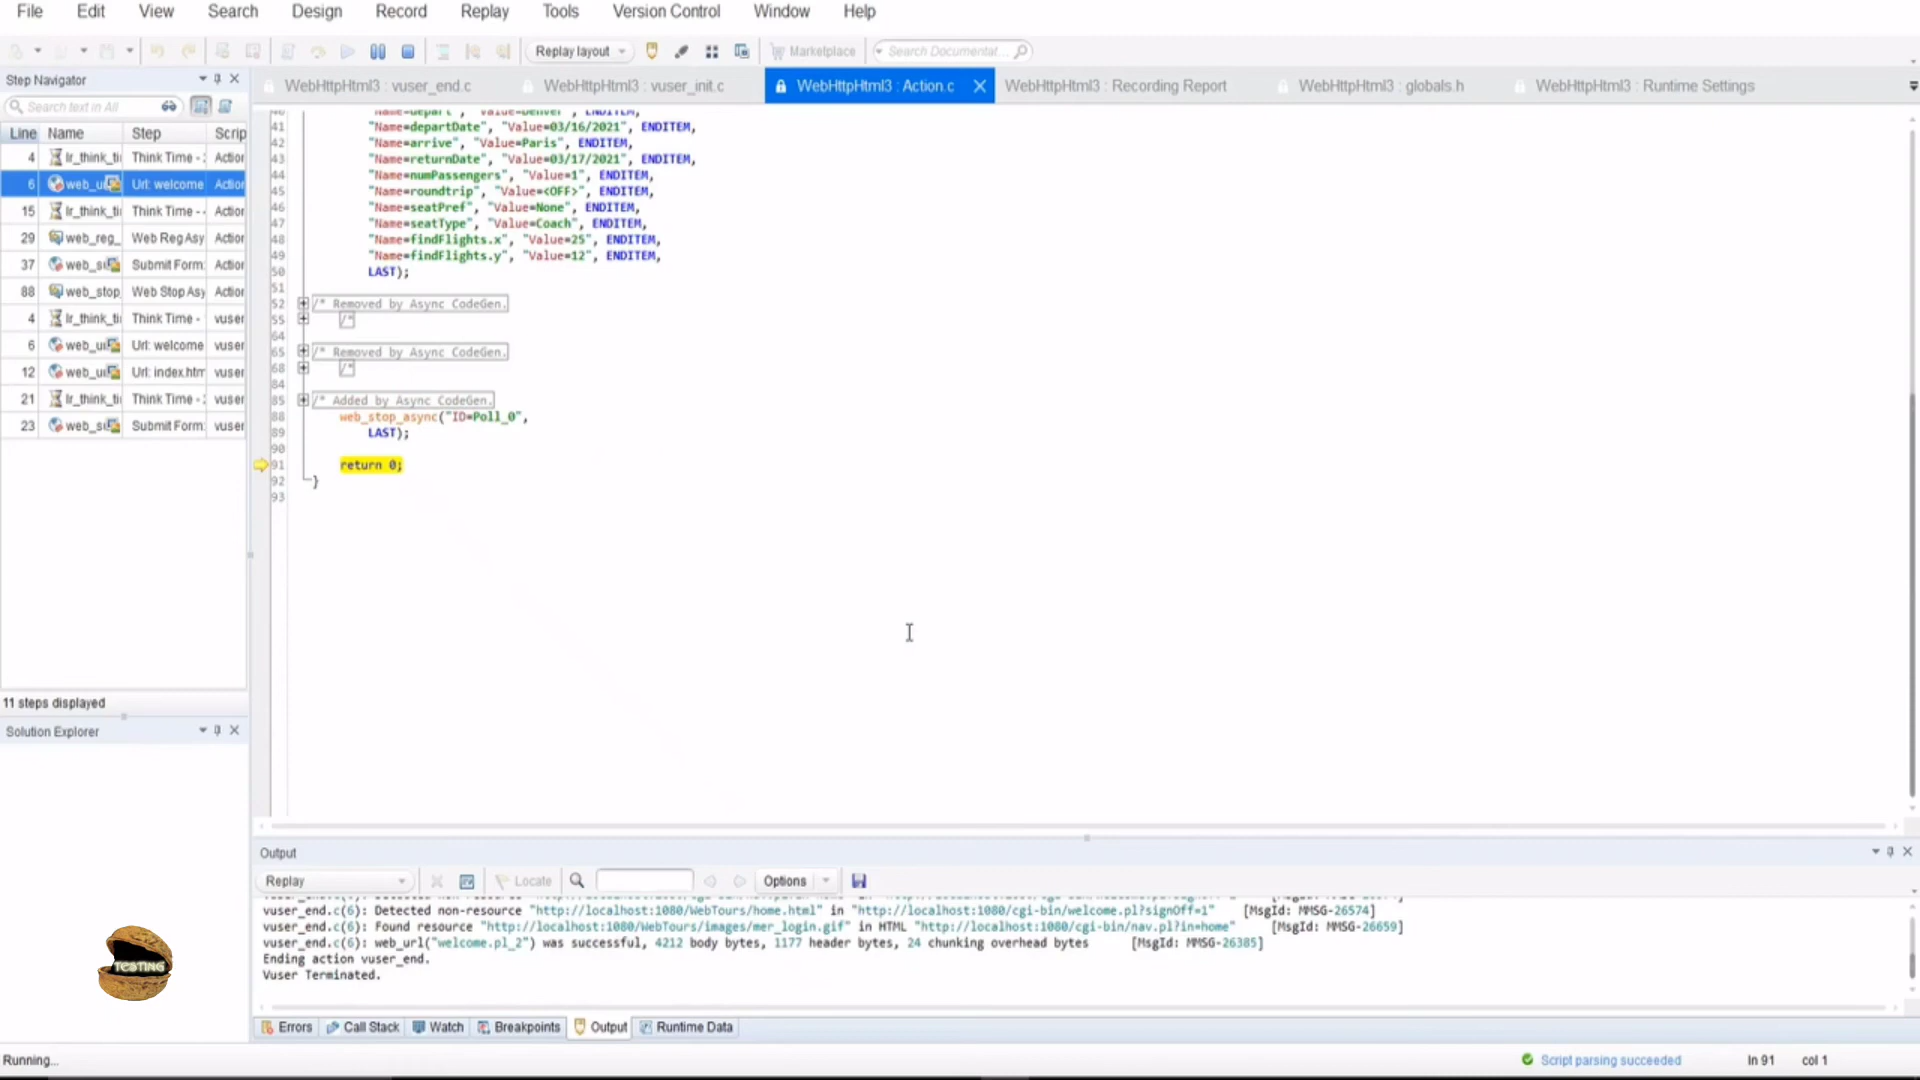 File Edit View Search Design Record Replay Tools Version Control Window Help
Replay layout Marketplace Search Documentat...
Step Navigator
Search text in All
WebHttpHtml3 : vuser_end.c WebHttpHtml3 : vuser_init.c WebHttpHtml3 : Action.c WebHttpHtml3 : Recording Report WebHttpHtml3 : globals.h WebHttpHtml3 : Runtime Settings
Line Name Step Scrip
4 lr_think_ti Think Time - Action
6 web_u Url: welcome Action
15 lr_think_ti Think Time - - Action
29 web_reg_ Web Reg Asy Action
37 web_s Submit Form: Action
88 web_stop_ Web Stop Asy Action
4 lr_think_ti Think Time - vuser
6 web_u Url: welcome vuser
12 web_u Url: index.htm vuser
21 lr_think_ti Think Time - vuser
23 web_s Submit Form: vuser
11 steps displayed
Solution Explorer
40 "Name=depart", "Value=Denver", ENDITEM,
41 "Name=departDate", "Value=03/16/2021", ENDITEM,
42 "Name=arrive", "Value=Paris", ENDITEM,
43 "Name=returnDate", "Value=03/17/2021", ENDITEM,
44 "Name=numPassengers", "Value=1", ENDITEM,
45 "Name=roundtrip", "Value=<OFF>", ENDITEM,
46 "Name=seatPref", "Value=None", ENDITEM,
47 "Name=seatType", "Value=Coach", ENDITEM,
48 "Name=findFlights.x", "Value=25", ENDITEM,
49 "Name=findFlights.y", "Value=12", ENDITEM,
50 LAST);
51
52 /* Removed by Async CodeGen.
55 /*
64
65 /* Removed by Async CodeGen.
68 /*
84
85 /* Added by Async CodeGen.
88 web_stop_async("ID=Poll_0",
89 LAST);
90
91 return 0;
92 }
93
Output
Replay Locate Options
vuser_end.c(6): Detected non-resource "http://localhost:1080/WebTours/home.html" in "http://localhost:1080/cgi-bin/welcome.pl?signOff=1" [MsgId: MMSG-26574]
vuser_end.c(6): Found resource "http://localhost:1080/WebTours/images/mer_login.gif" in HTML "http://localhost:1080/cgi-bin/nav.pl?in=home" [MsgId: MMSG-26659]
vuser_end.c(6): web_url("welcome.pl_2") was successful, 4212 body bytes, 1177 header bytes, 24 chunking overhead bytes [MsgId: MMSG-26385]
Ending action vuser_end.
Vuser Terminated.
TESTING
Errors Call Stack Watch Breakpoints Output Runtime Data
Running... Script parsing succeeded ln 91 col 1